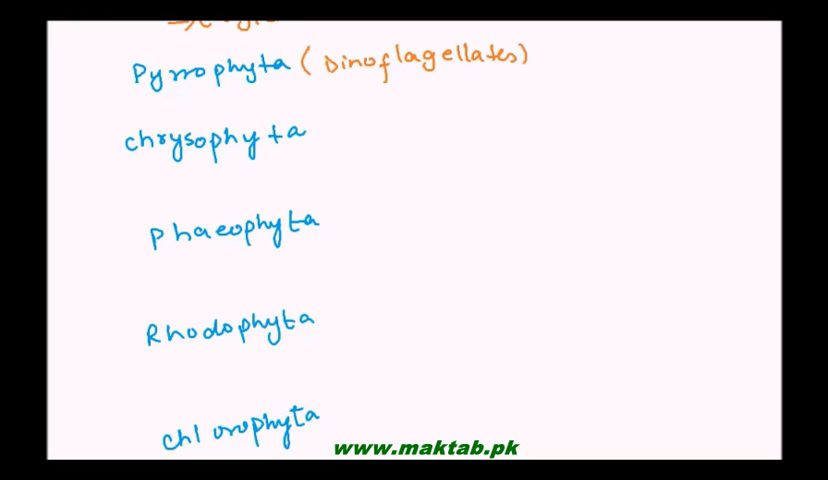 Pyrrophyta (Dinoflagellates)
Chrysophyta
Phaeophyta
Rhodophyta
Chlorophyta
www.maktab.pk